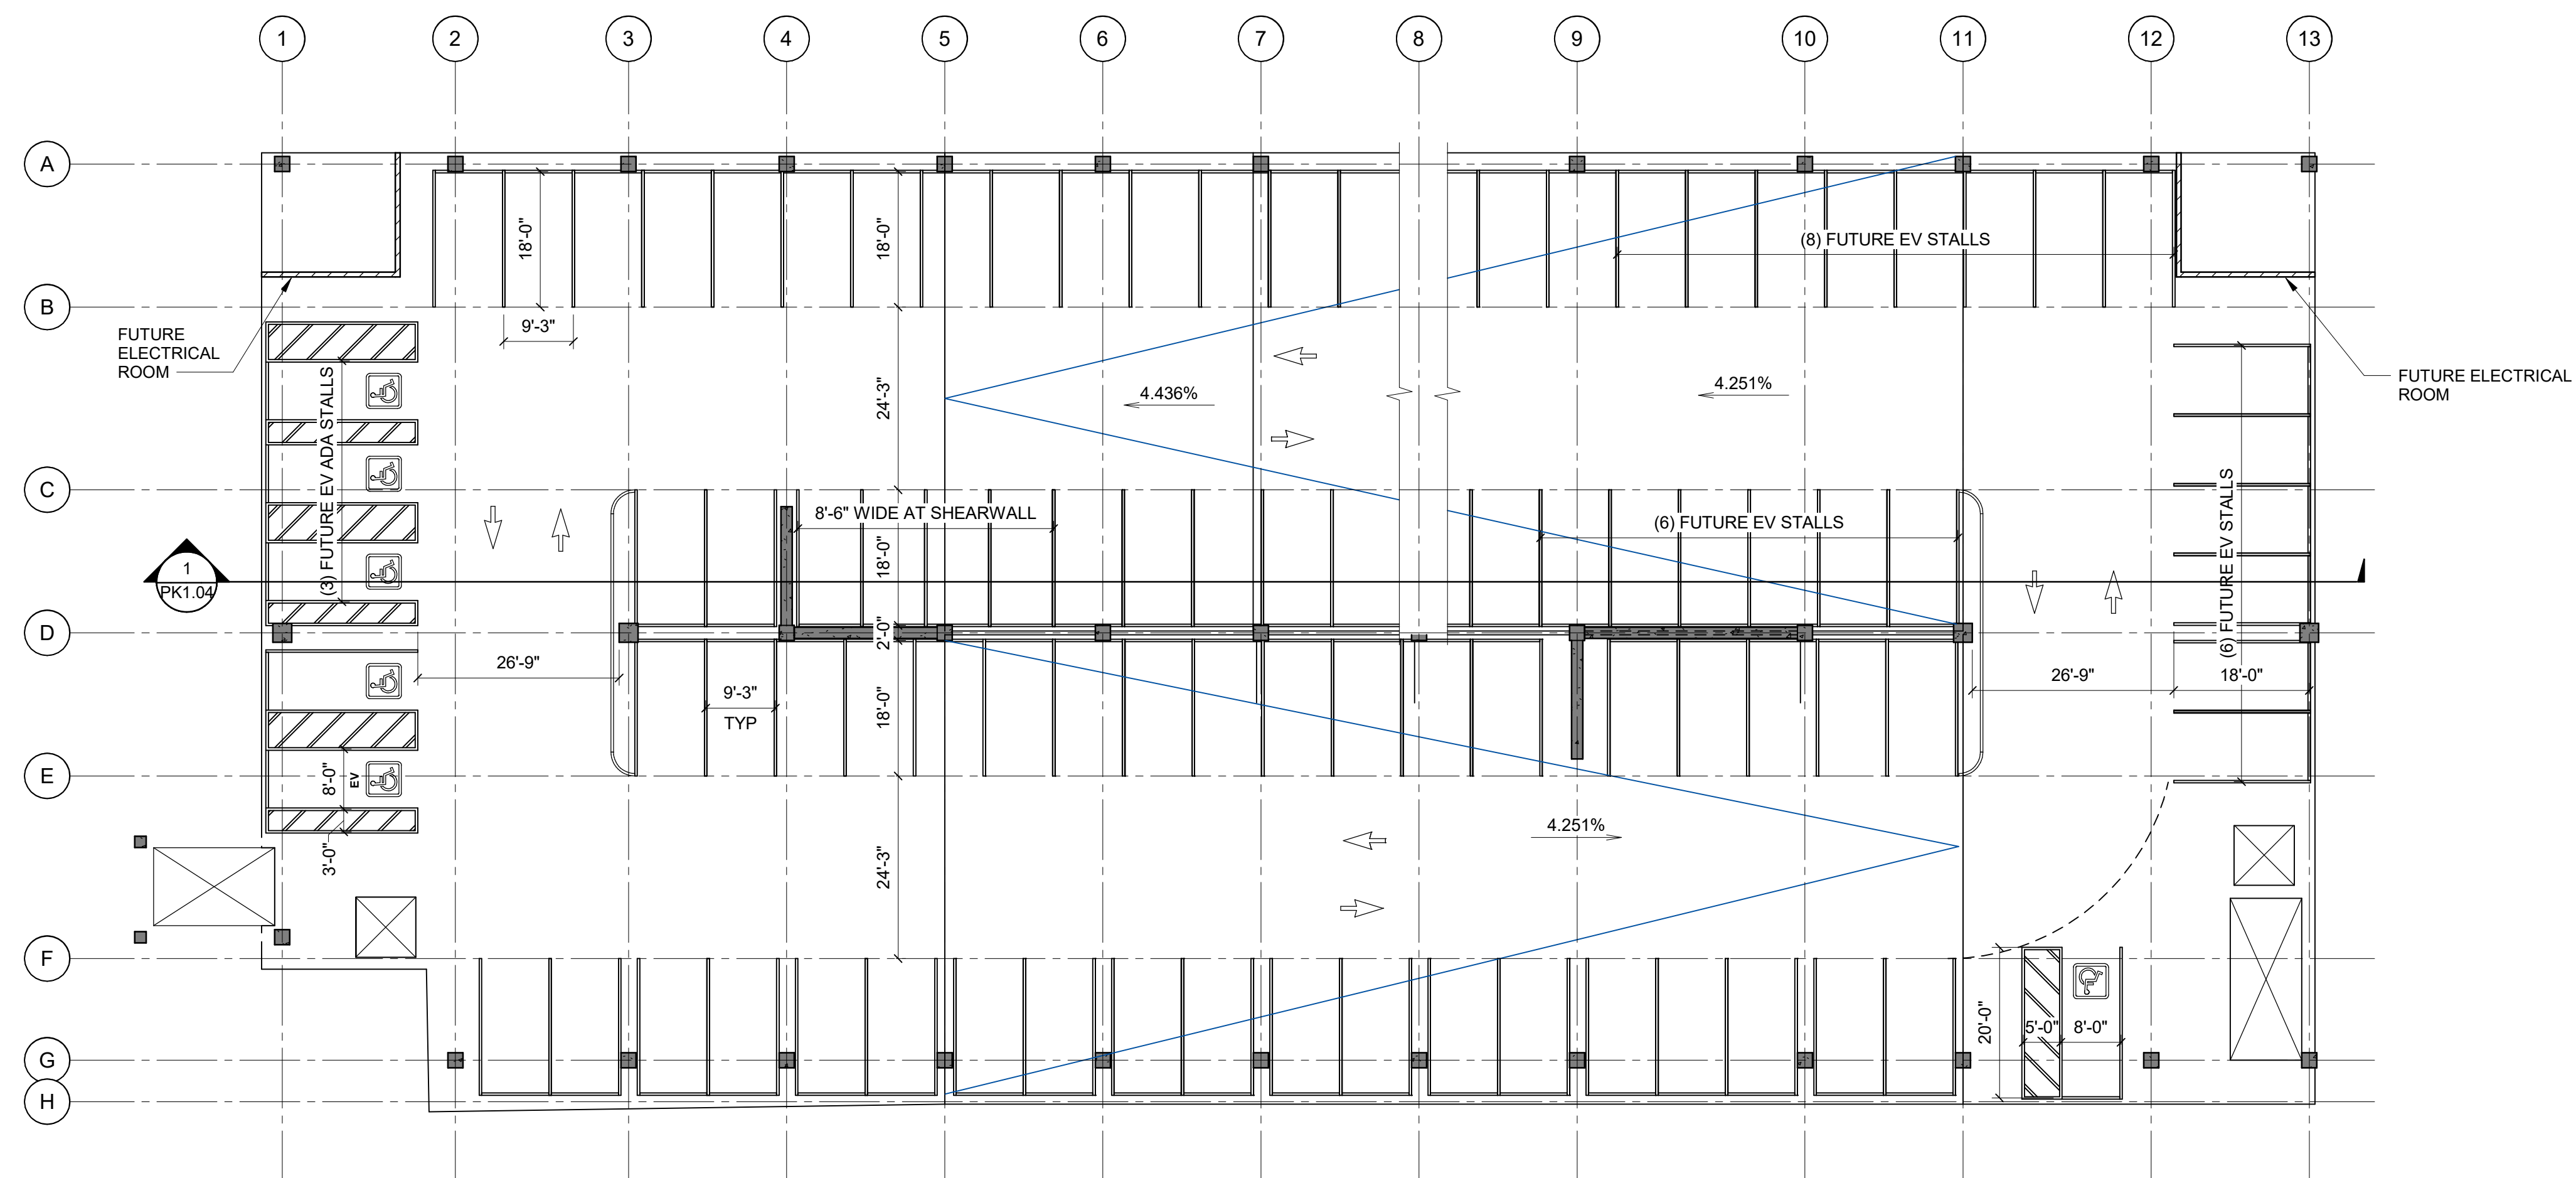 1
2
3
4
5
6
7
8
9
10
11
12
13
A
B
C
D
E
F
G
H
18'-0"
18'-0"
(8) FUTURE EV STALLS
9'-3"
FUTURE
ELECTRICAL
ROOM
24'-3"
4.436%
4.251%
FUTURE ELECTRICAL
ROOM
(3) FUTURE EV ADA STALLS
8'-6" WIDE AT SHEARWALL
18'-0"
(6) FUTURE EV STALLS
(6) FUTURE EV STALLS
1
PK1.04
2'-0"
26'-9"
9'-3"
TYP
18'-0"
26'-9"
18'-0"
8'-0"
EV
3'-0"
24'-3"
4.251%
20'-0"
5'-0"
8'-0"